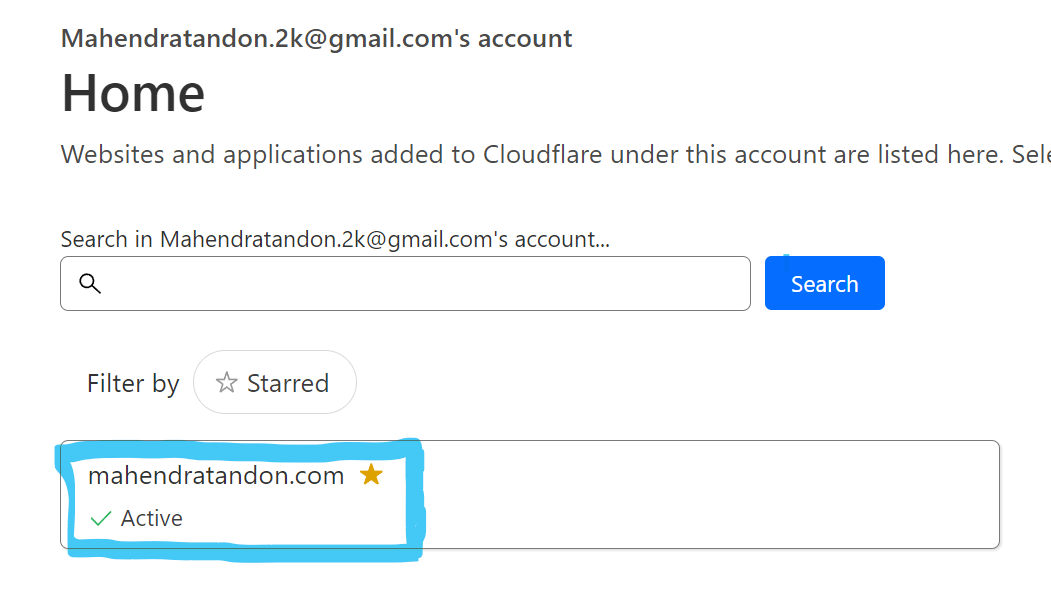 Mahendratandon.2k@gmail.com's account
Home
Websites and applications added to Cloudflare under this account are listed here. Sele
Search in Mahendratandon.2k@gmail.com's account...
Search
Filter by Starred
mahendratandon.com
Active